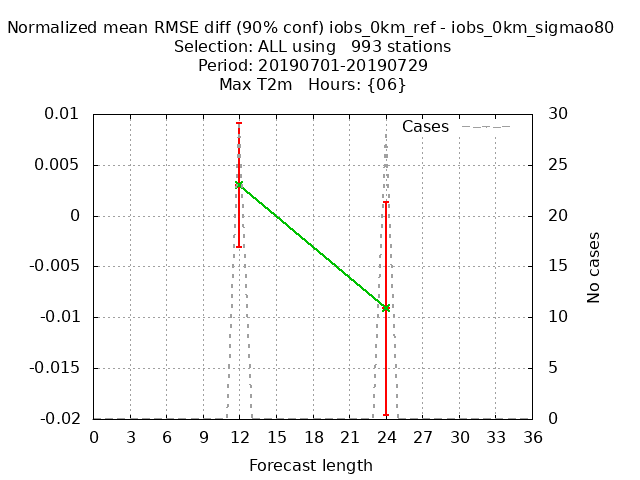 Normalized mean RMSE diff (90% conf) iobs_0km_ref - iobs_0km_sigmao80
Selection: ALL using   993 stations
Period: 20190701-20190729
Max T2m   Hours: {06}
Cases
0.01
0.005
0
-0.005
-0.01
-0.015
-0.02
30
25
20
15
10
5
0
No cases
0 3 6 9 12 15 18 21 24 27 30 33 36
Forecast length